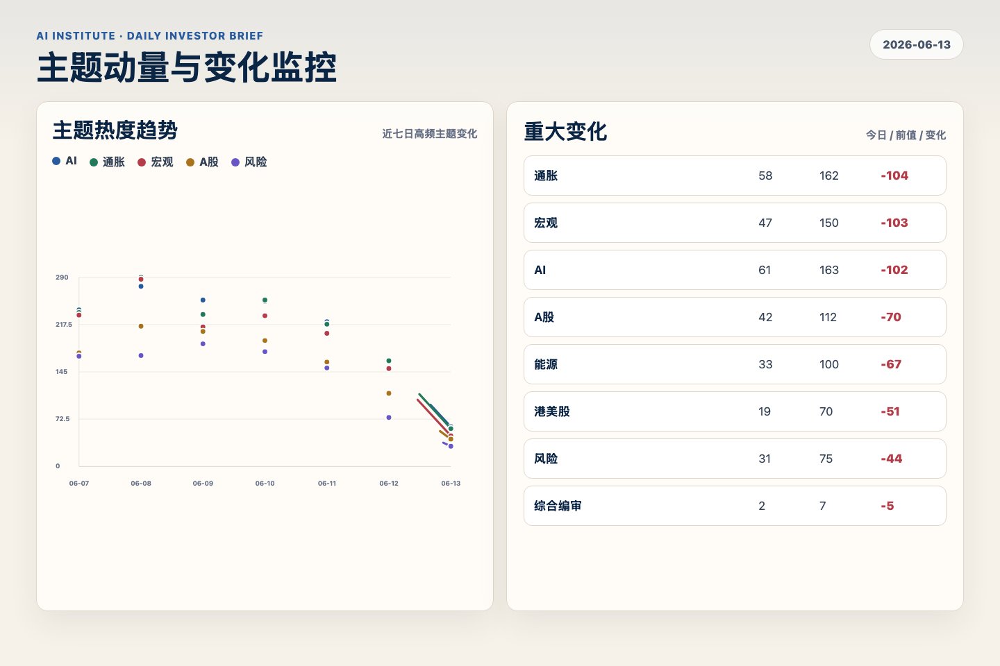 AI INSTITUTE · DAILY INVESTOR BRIEF
主题动量与变化监控
2026-06-13
主题热度趋势
近七日高频主题变化
AI 通胀 宏观 A股 风险
290
217.5
145
72.5
0
06-07 06-08 06-09 06-10 06-11 06-12 06-13
重大变化
今日 / 前值 / 变化
通胀 58 162 -104
宏观 47 150 -103
AI 61 163 -102
A股 42 112 -70
能源 33 100 -67
港美股 19 70 -51
风险 31 75 -44
综合编审 2 7 -5